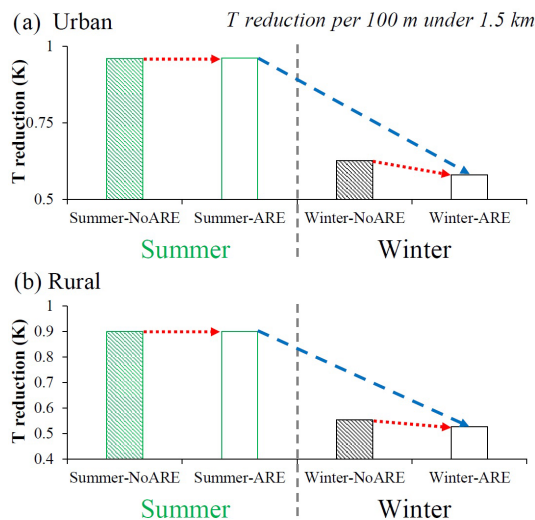 (a) Urban T reduction per 100 m under 1.5 km
T reduction (K)
1
0.75
0.5
Summer-NoARE Summer-ARE Winter-NoARE Winter-ARE
Summer Winter
(b) Rural
T reduction (K)
1
0.9
0.8
0.7
0.6
0.5
0.4
Summer-NoARE Summer-ARE Winter-NoARE Winter-ARE
Summer Winter